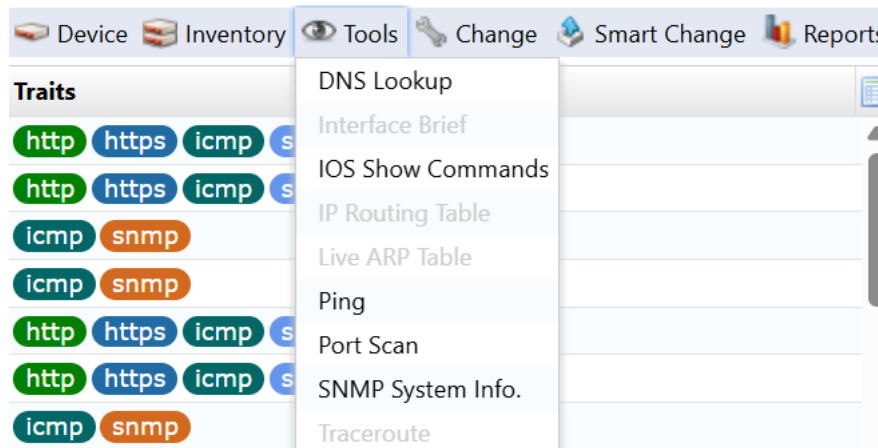 Device Inventory Tools Change Smart Change Reports
Traits
DNS Lookup
Interface Brief
http https icmp
IOS Show Commands
http https icmp
IP Routing Table
icmp snmp
Live ARP Table
icmp snmp
Ping
http https icmp
Port Scan
http https icmp
SNMP System Info.
icmp snmp
Traceroute